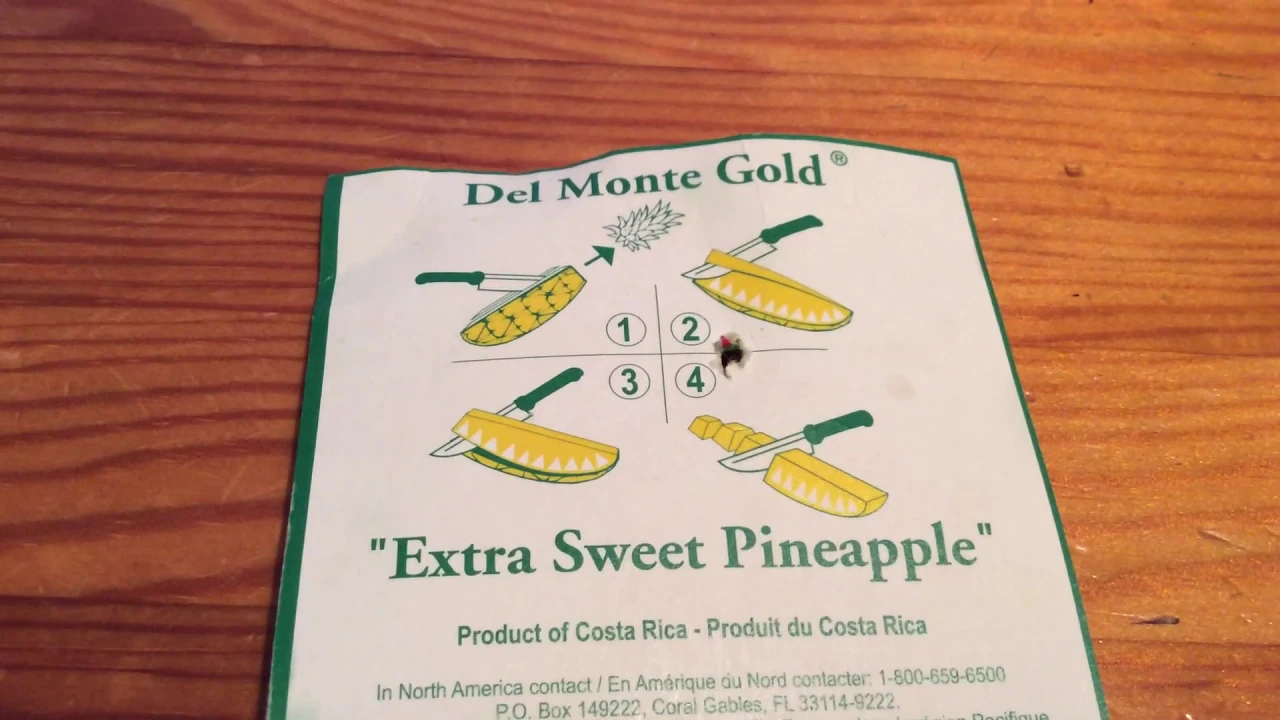 Del Monte Gold®
1 2
3 4
"Extra Sweet Pineapple"
Product of Costa Rica - Produit du Costa Rica
In North America contact / En Amérique du Nord contacter: 1-800-659-6500
P.O. Box 149222, Coral Gables, FL 33114-9222.
Pacifique